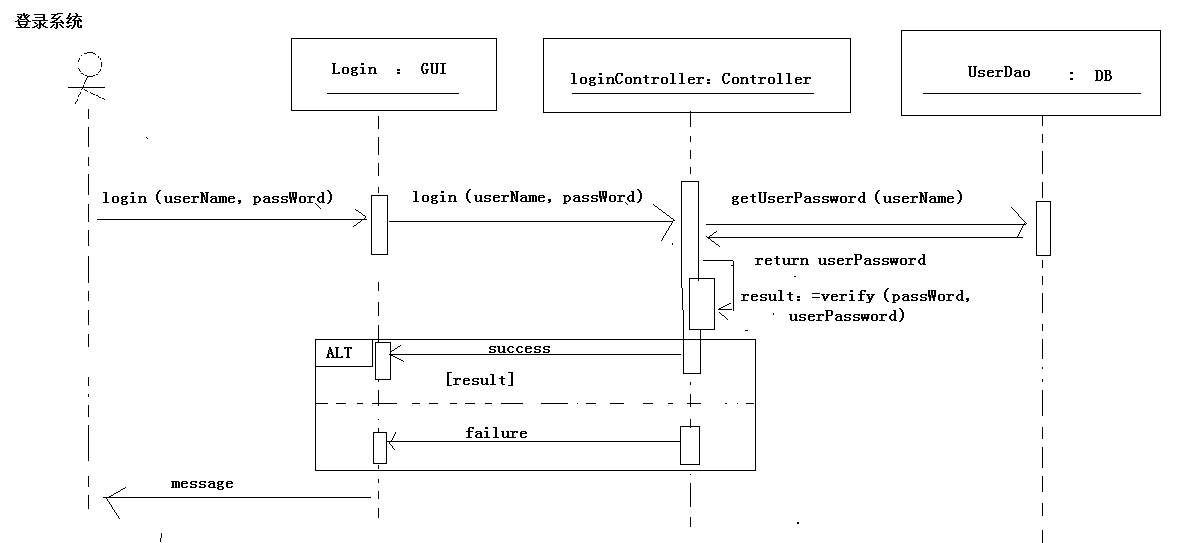 登录系统
Login : GUI
loginController: Controller
UserDao : DB
login(userName, passWord)
login(userName, passWord)
getUserPassword(userName)
return userPassword
result:=verify(passWord,
userPassword)
ALT
success
[result]
failure
message